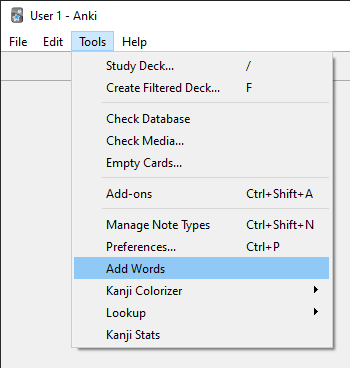 User 1 - Anki
File Edit Tools Help
Study Deck... /
Create Filtered Deck... F
Check Database
Check Media...
Empty Cards...
Add-ons Ctrl+Shift+A
Manage Note Types Ctrl+Shift+N
Preferences... Ctrl+P
Add Words
Kanji Colorizer
Lookup
Kanji Stats